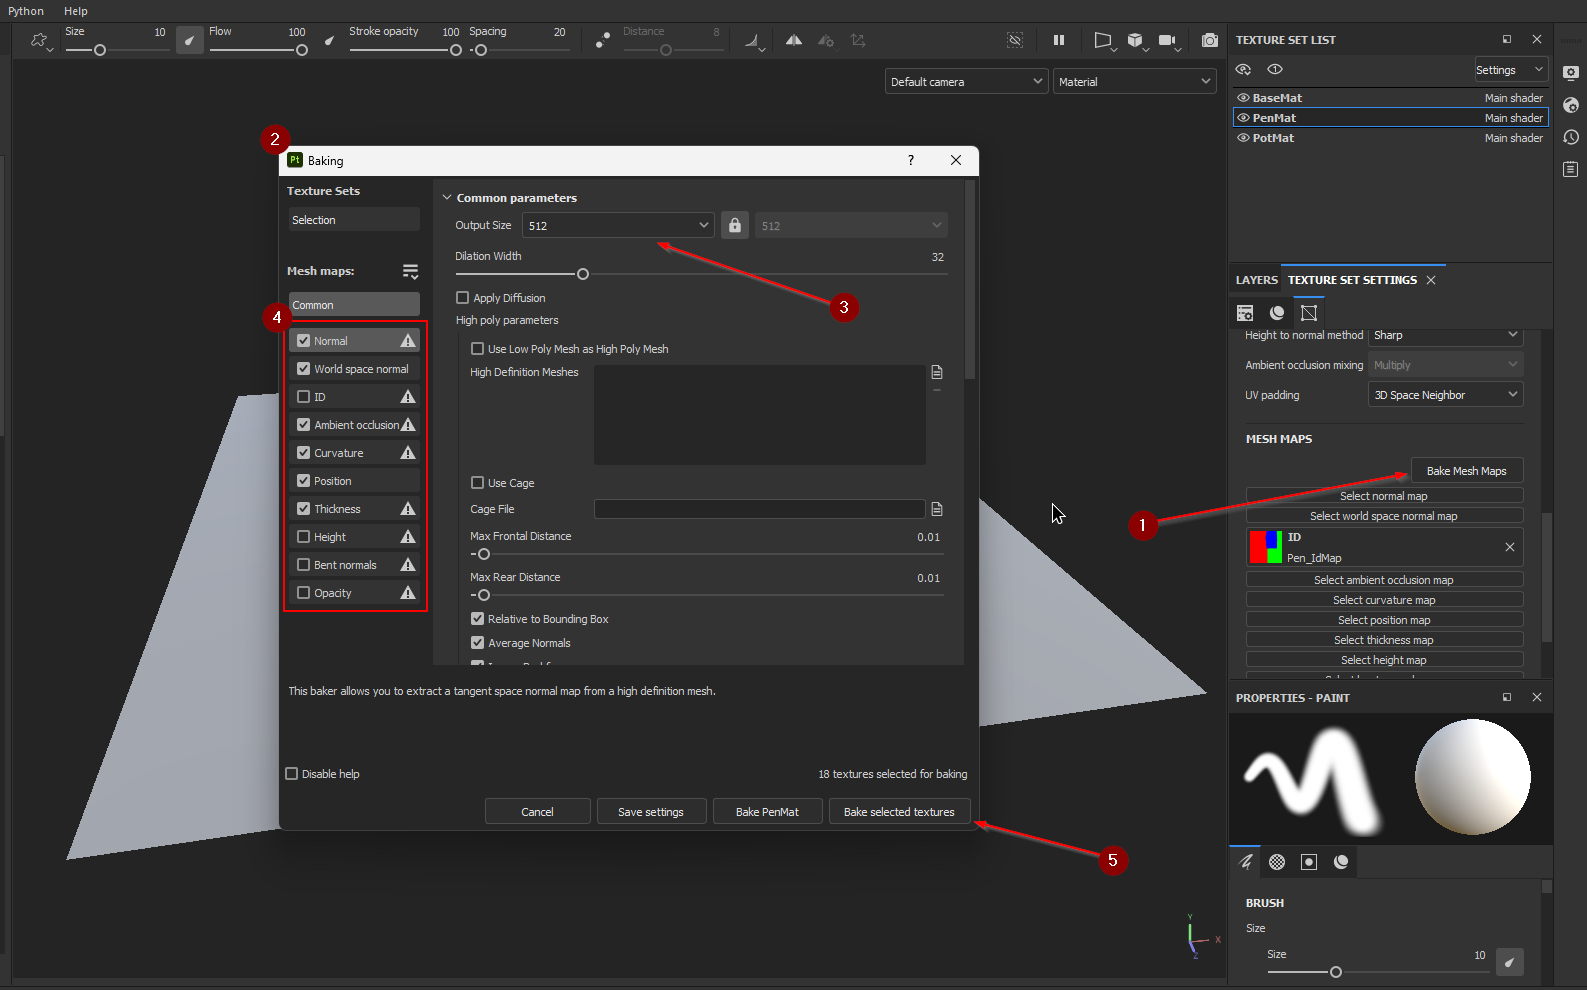 Python Help
Size 10
Flow 100
Stroke opacity 100
Spacing 20
Distance 8
Default camera
Material
TEXTURE SET LIST
Settings
BaseMat Main shader
PenMat Main shader
PotMat Main shader
2
Pt Baking ?
Texture Sets
Selection
Mesh maps:
Common
4
Normal
World space normal
ID
Ambient occlusion
Curvature
Position
Thickness
Height
Bent normals
Opacity
Common parameters
Output Size 512 512
Dilation Width 32
3
Apply Diffusion
High poly parameters
Use Low Poly Mesh as High Poly Mesh
High Definition Meshes
Use Cage
Cage File
Max Frontal Distance 0.01
Max Rear Distance 0.01
Relative to Bounding Box
Average Normals
This baker allows you to extract a tangent space normal map from a high definition mesh.
Disable help
18 textures selected for baking
Cancel
Save settings
Bake PenMat
Bake selected textures
5
LAYERS TEXTURE SET SETTINGS
Height to normal method Sharp
Ambient occlusion mixing Multiply
UV padding 3D Space Neighbor
MESH MAPS
Bake Mesh Maps
1
Select normal map
Select world space normal map
ID
Pen_IdMap
Select ambient occlusion map
Select curvature map
Select position map
Select thickness map
Select height map
PROPERTIES - PAINT
BRUSH
Size
Size 10
Y
X
Z